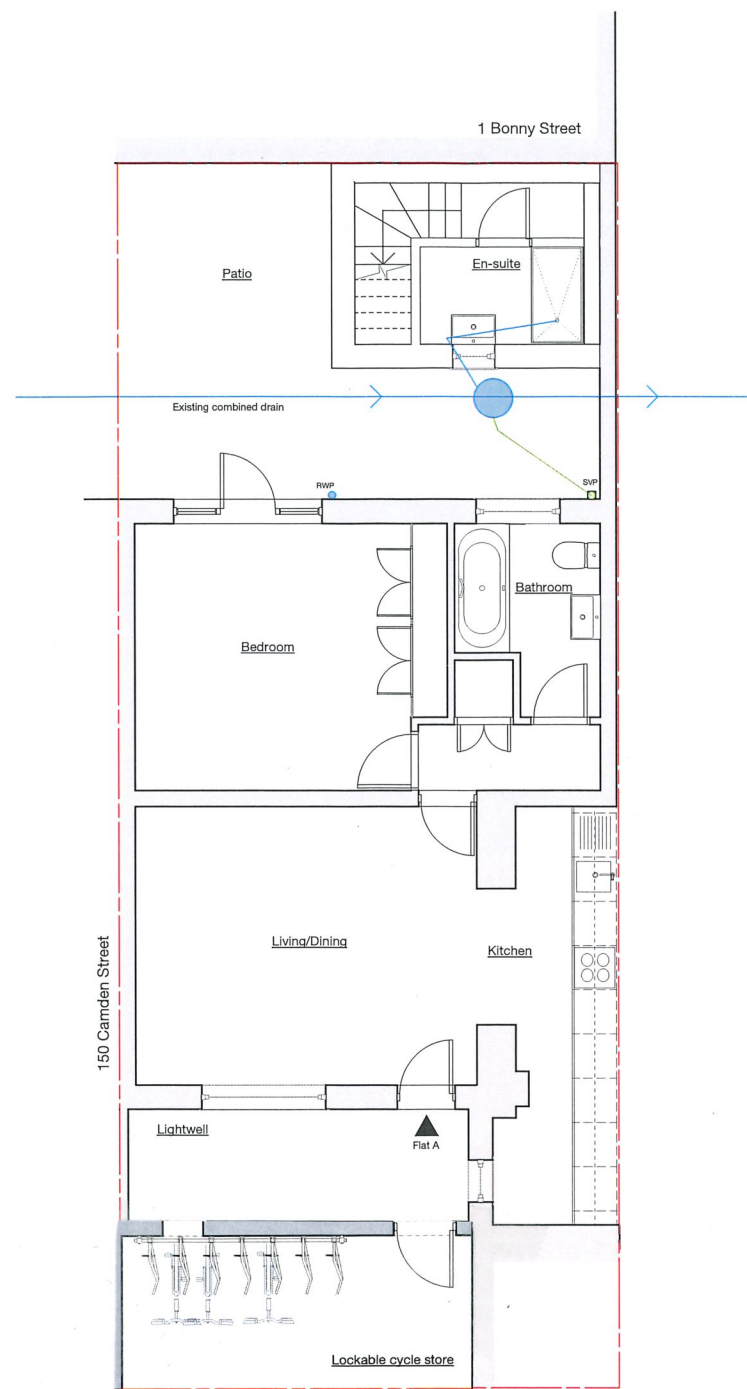 1 Bonny Street
Patio
En-suite
Existing combined drain
RWP
SVP
Bathroom
Bedroom
Living/Dining
Kitchen
150 Camden Street
Lightwell
Flat A
Lockable cycle store